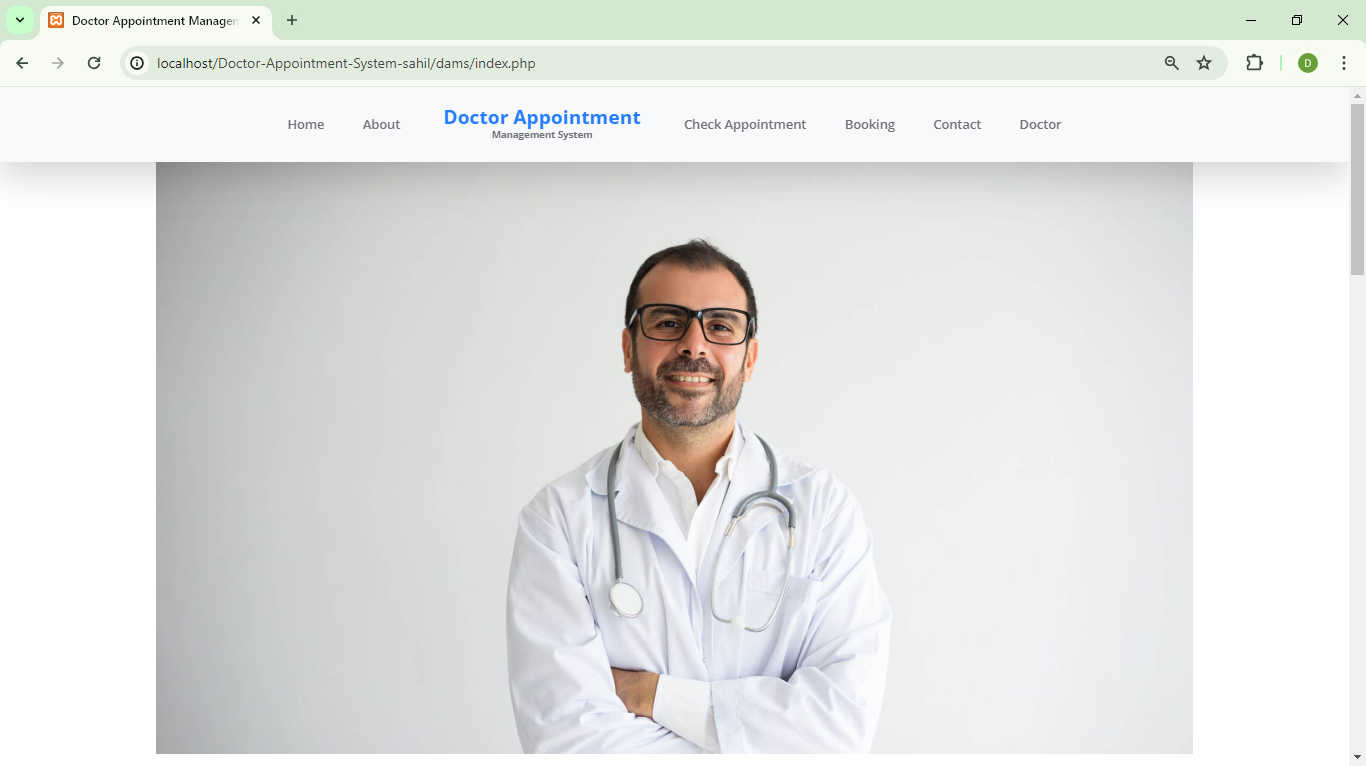 Doctor Appointment Managen
localhost/Doctor-Appointment-System-sahil/dams/index.php
D
Home About Doctor Appointment Check Appointment Booking Contact Doctor
Management System